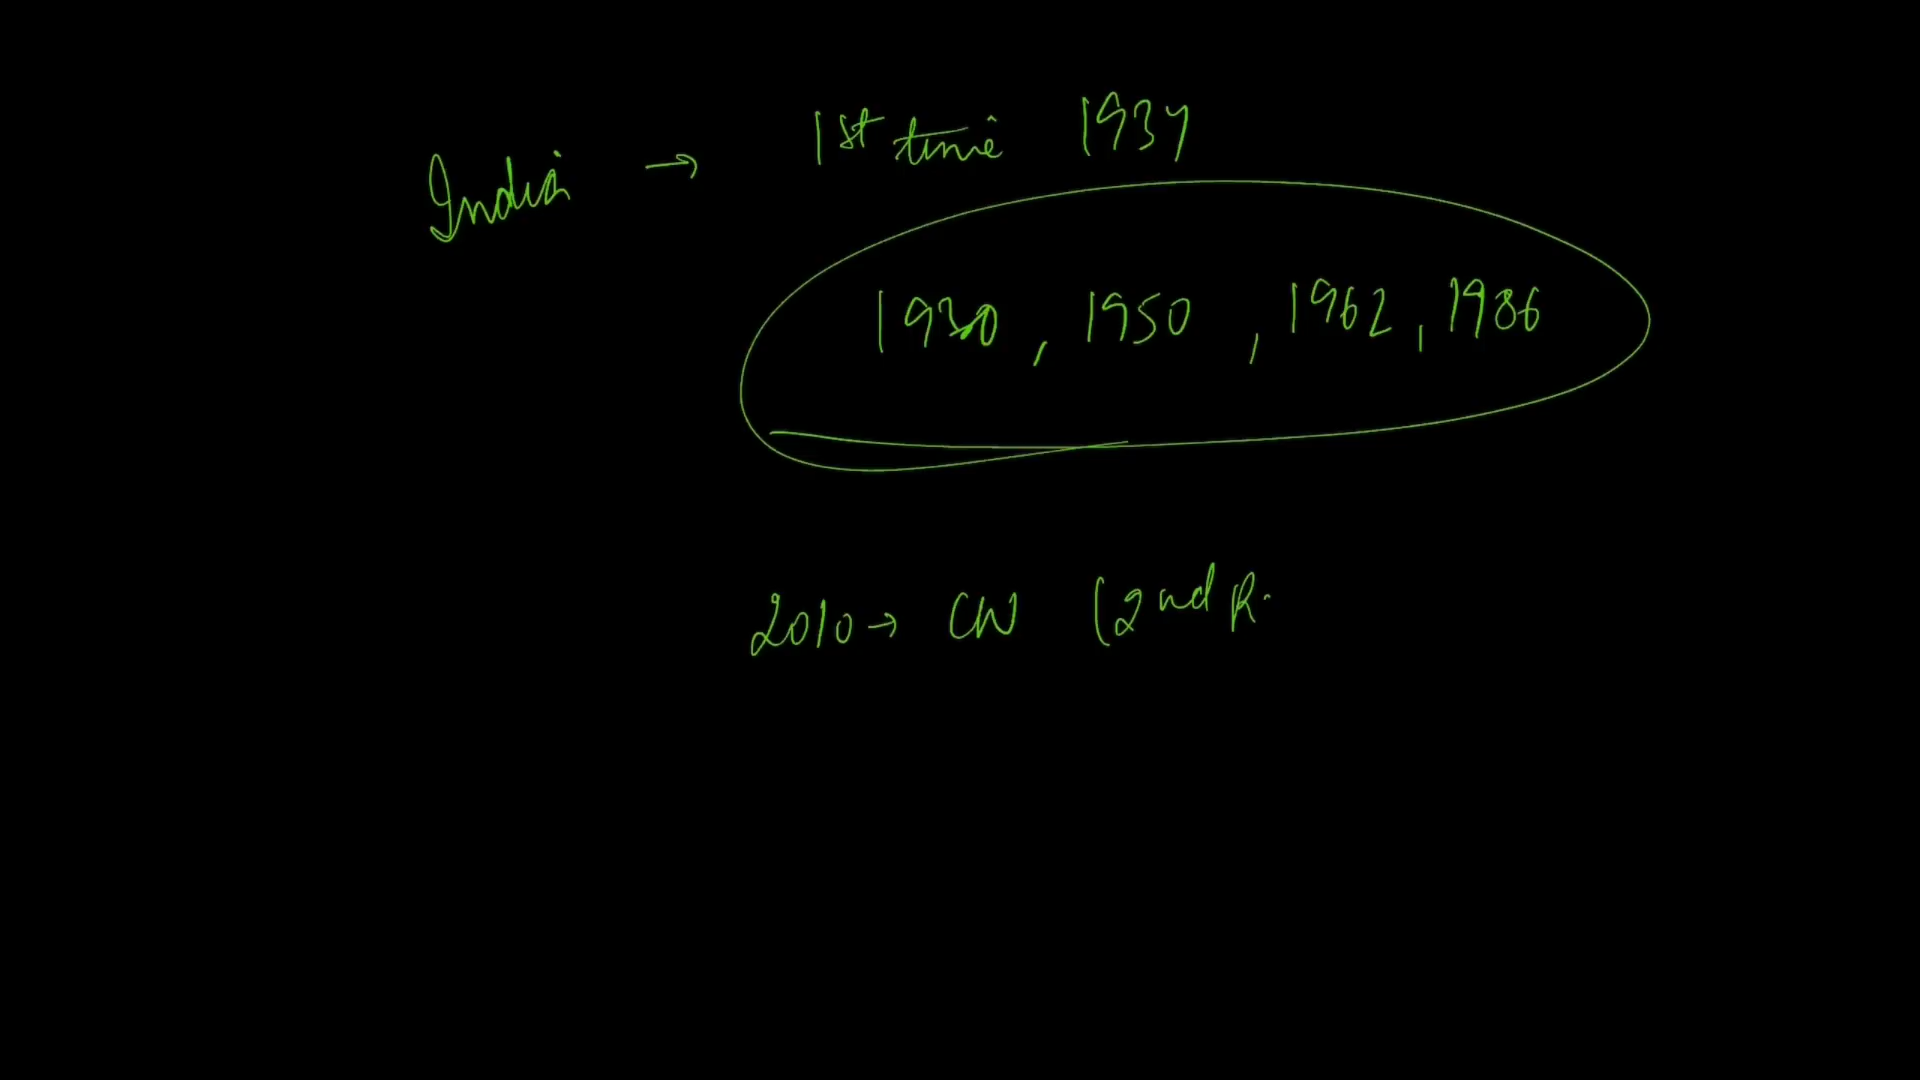 India → 1st time 1934
1930, 1950, 1962, 1986
2010 → CW (2nd R.